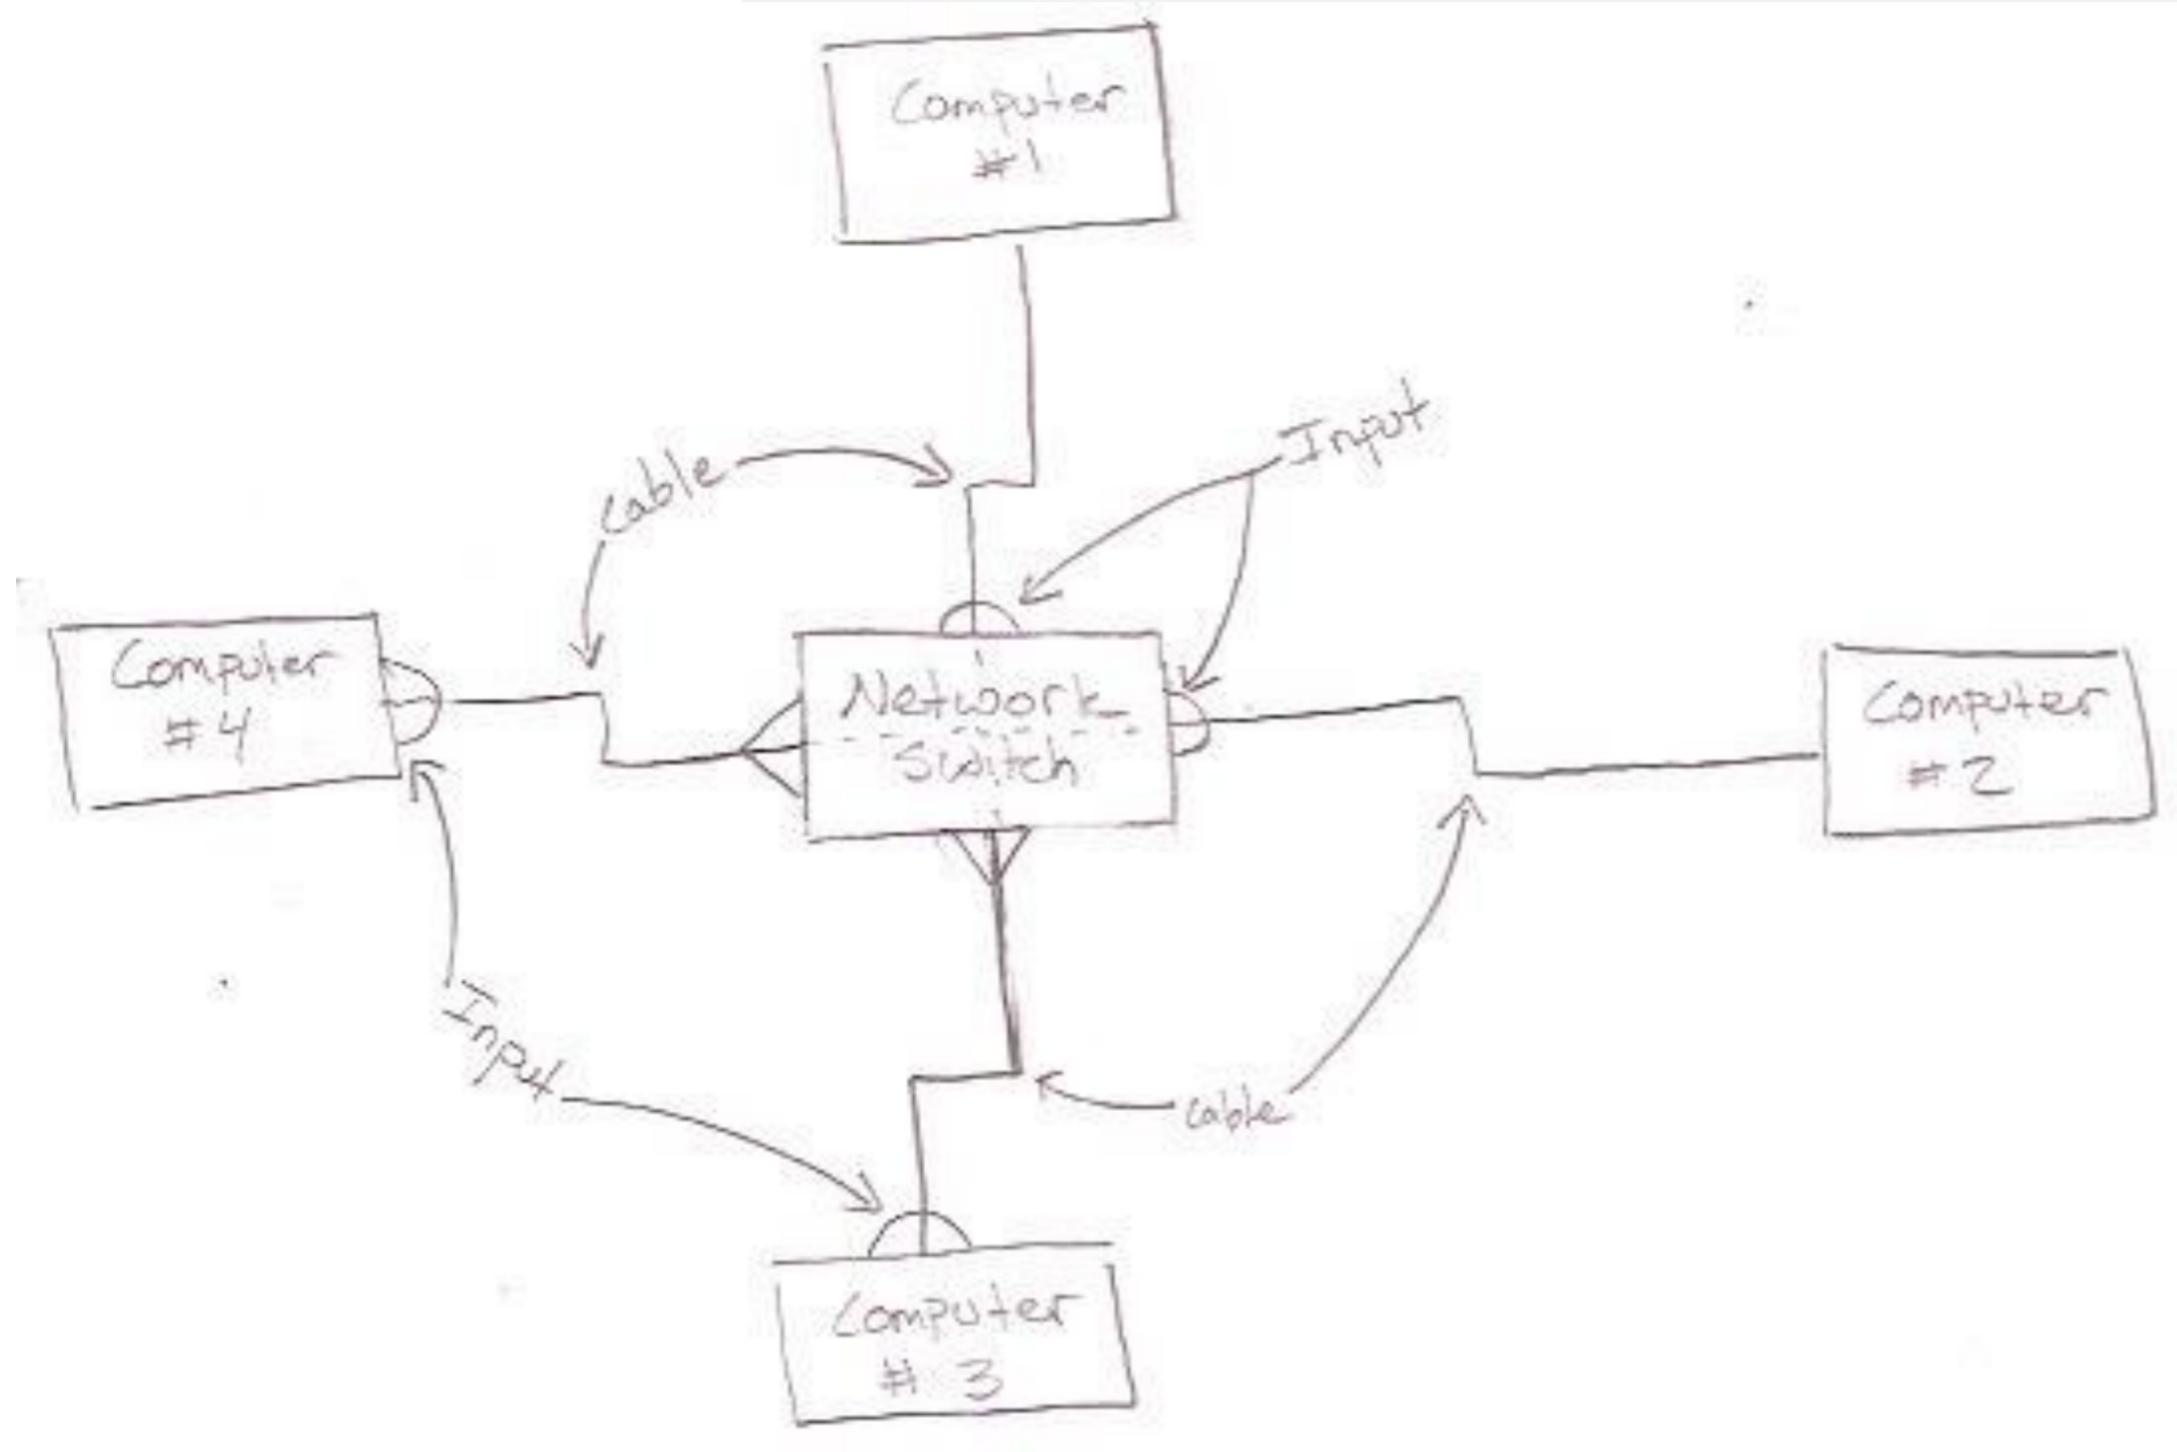 Computer
#1
Input
cable
Computer
#4
Network
Switch
Computer
#2
Input
cable
Computer
# 3